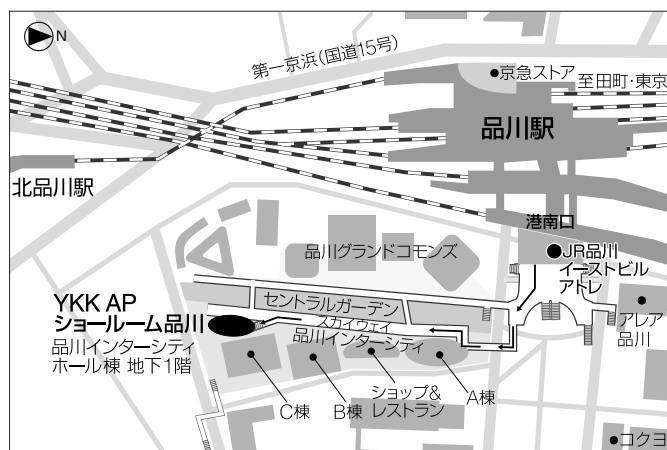 N
第一京浜(国道15号)
京急ストア
至田町・東京
品川駅
北品川駅
港南口
JR品川
イーストビル
アトレ
品川グランドコモンズ
セントラルガーデン
スカイウェイ
品川インターシティ
YKK AP
ショールーム品川
品川インターシティ
ホール棟 地下1階
アレア
品川
C棟
B棟
ショップ&
レストラン
A棟
コクヨ